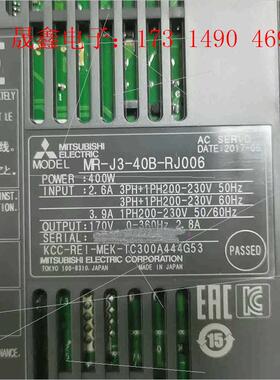 晟鑫电子：173 1490 460
MITSUBISHI
ELECTRIC
AC SERVO
DATE:2017-05
MODEL MR-J3-40B-RJ006
POWER : 400W
INPUT : 2.6A 3PH+1PH200-230V 50Hz
3PH+1PH200-230V 60Hz
3.9A 1PH200-230V 50/60Hz
OUTPUT : 170V 0-360Hz 2.8A
SERIAL:
KCC-REI-MEK-TC300A444G53
MITSUBISHI ELECTRIC CORPORATION
TOKYO 100-8310, JAPAN MADE IN JAPAN
PASSED
EAC
15